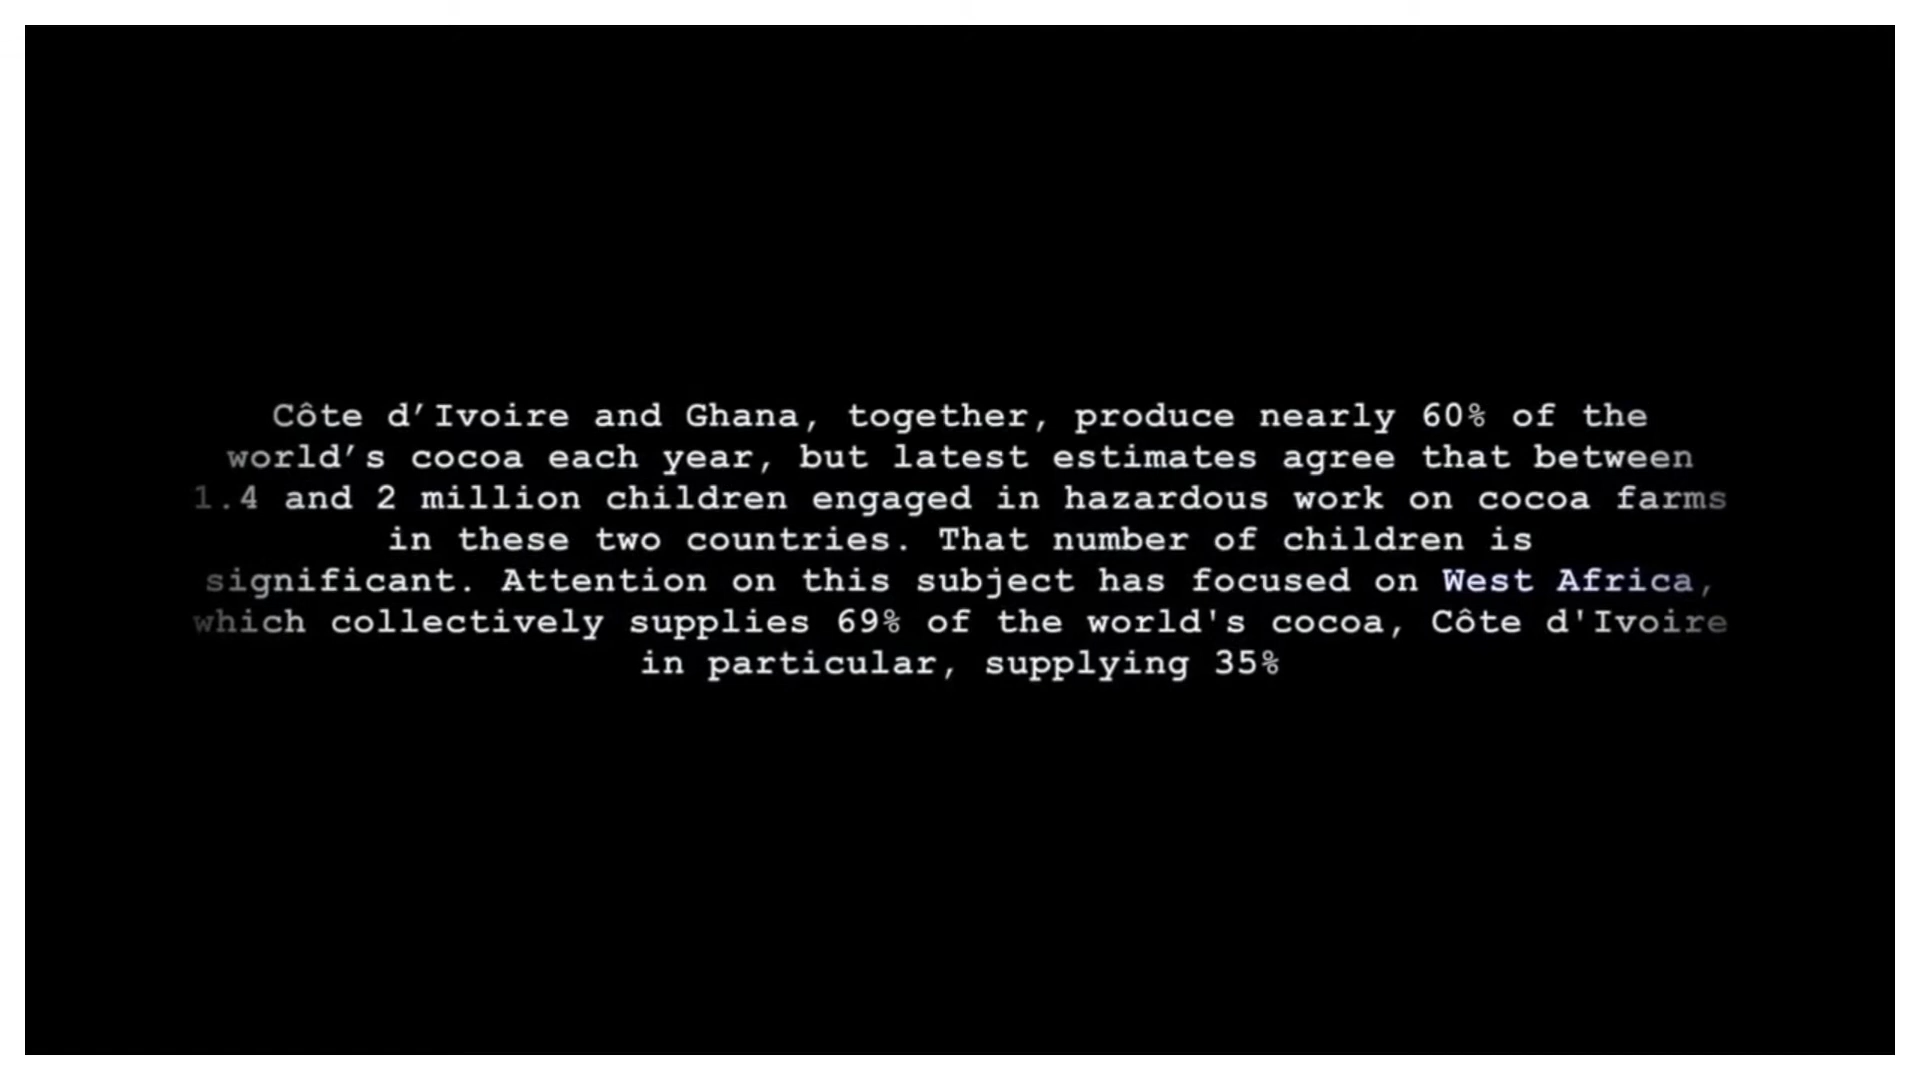 Côte d’Ivoire and Ghana, together, produce nearly 60% of the
world’s cocoa each year, but latest estimates agree that between
1.4 and 2 million children engaged in hazardous work on cocoa farms
in these two countries. That number of children is
significant. Attention on this subject has focused on West Africa,
which collectively supplies 69% of the world's cocoa, Côte d'Ivoire
in particular, supplying 35%